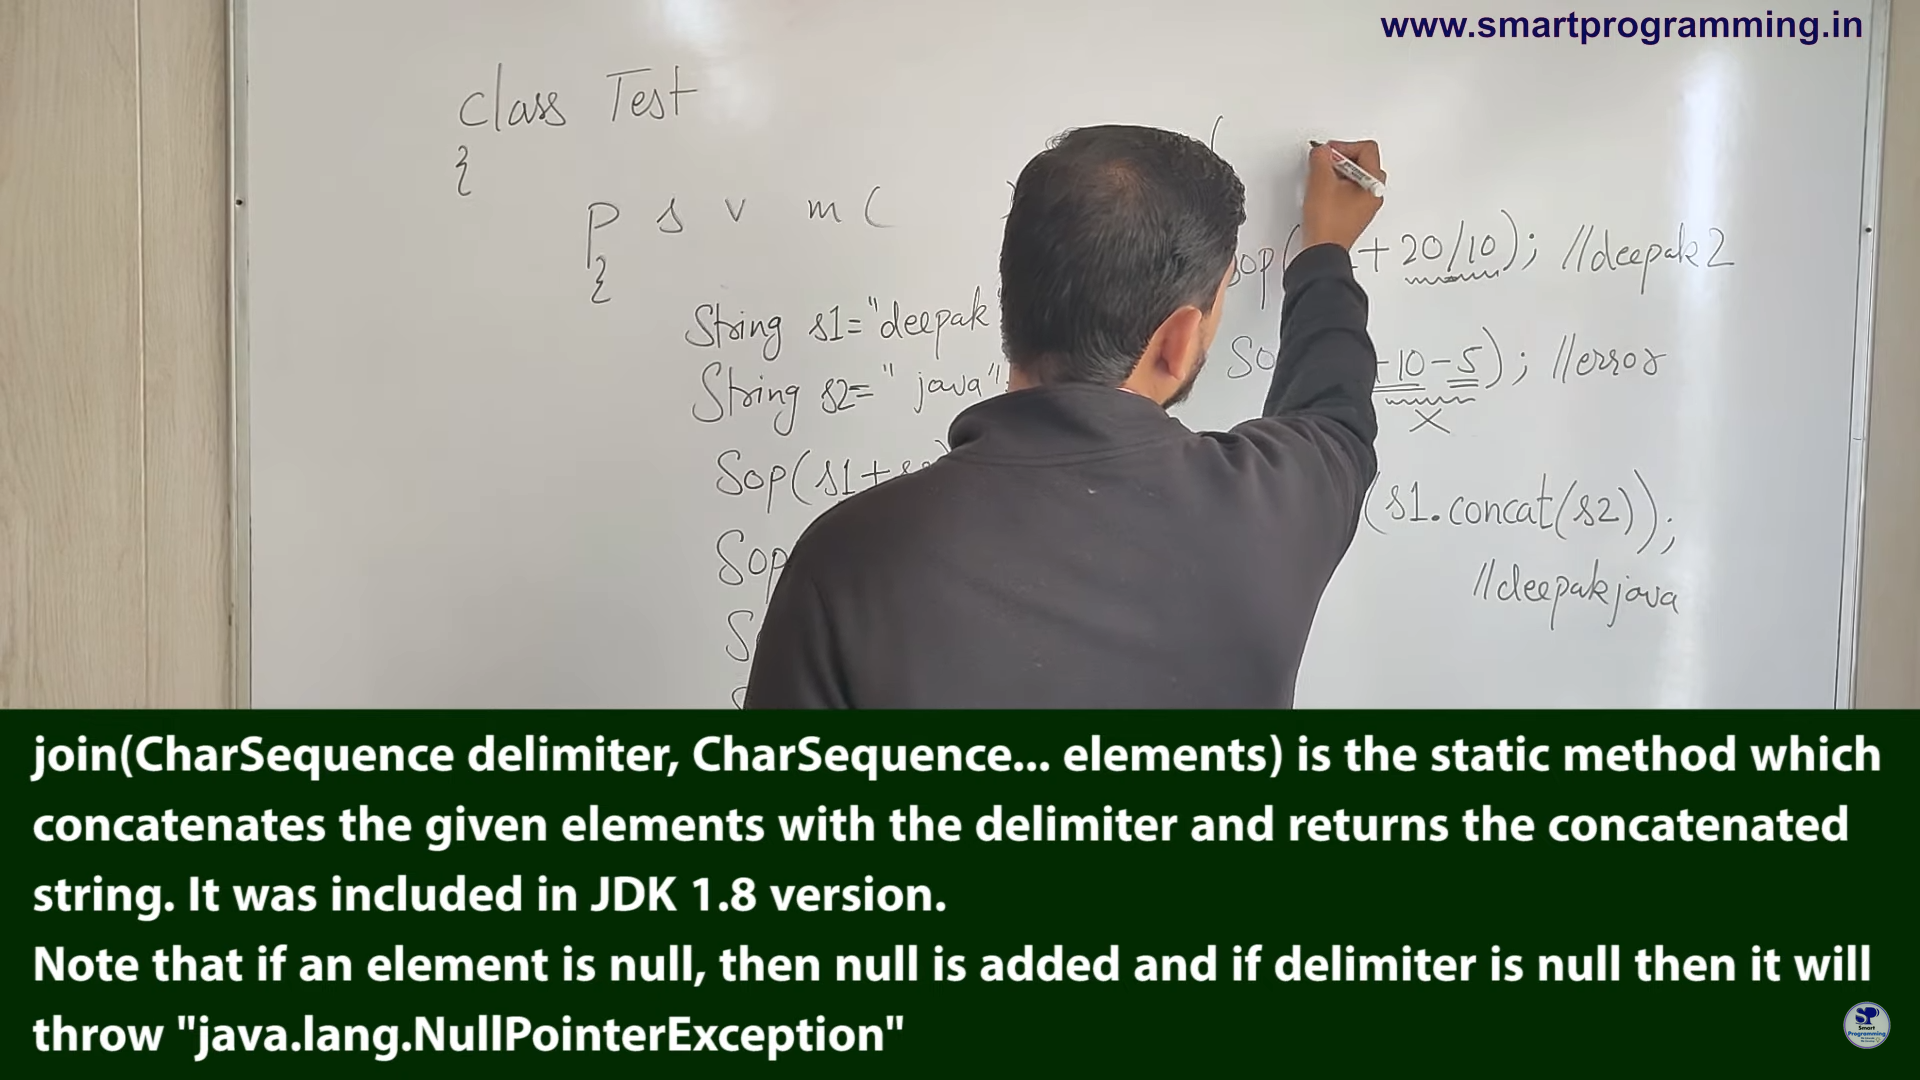 www.smartprogramming.in
class Test
{
p s v m (
{
String s1="deepak"
String s2=" java"
Sop(s1+
Sop
+ 20/10); //deepak2
-10-5); //error
X
(s1.concat(s2));
//deepakjava
join(CharSequence delimiter, CharSequence... elements) is the static method which
concatenates the given elements with the delimiter and returns the concatenated
string. It was included in JDK 1.8 version.
Note that if an element is null, then null is added and if delimiter is null then it will
throw "java.lang.NullPointerException"
SP
Smart
Programming